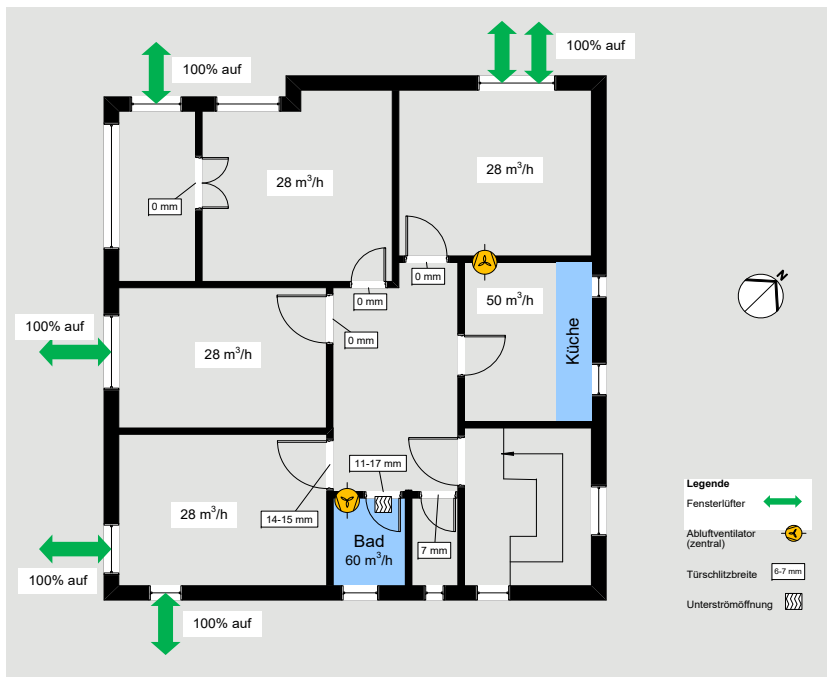 100% auf
100% auf
28 m³/h
28 m³/h
0 mm
0 mm
0 mm
50 m³/h
N
100% auf
28 m³/h
0 mm
Küche
11-17 mm
28 m³/h
14-15 mm
Bad
60 m³/h
7 mm
100% auf
100% auf
Legende
Fensterlüfter
Abluftventilator
(zentral)
Türschlitzbreite
6-7 mm
Unterströmöffnung